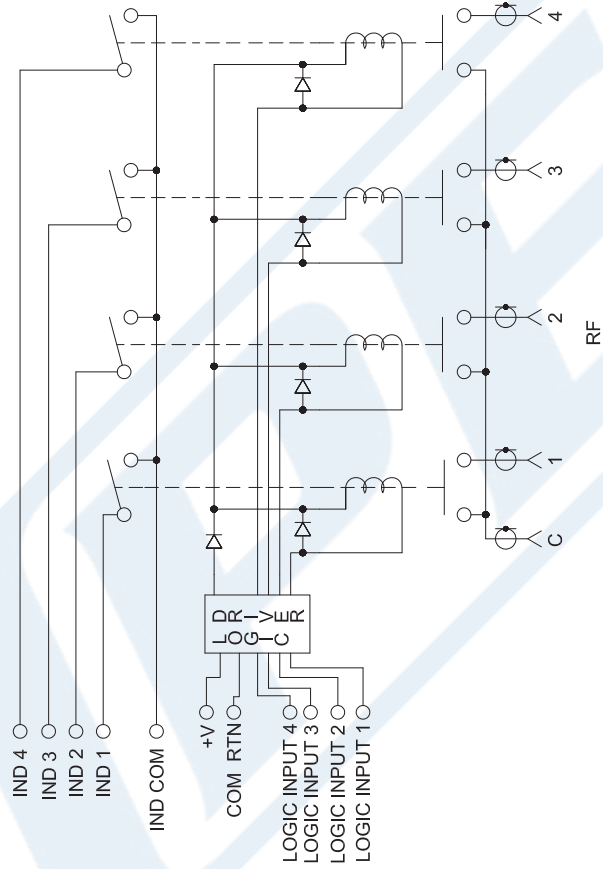 IND 4
IND 3
IND 2
IND 1
IND COM
+V
COM RTN
LOGIC INPUT 4
LOGIC INPUT 3
LOGIC INPUT 2
LOGIC INPUT 1
LOGIC
DRIVER
C
1
2
3
4
RF